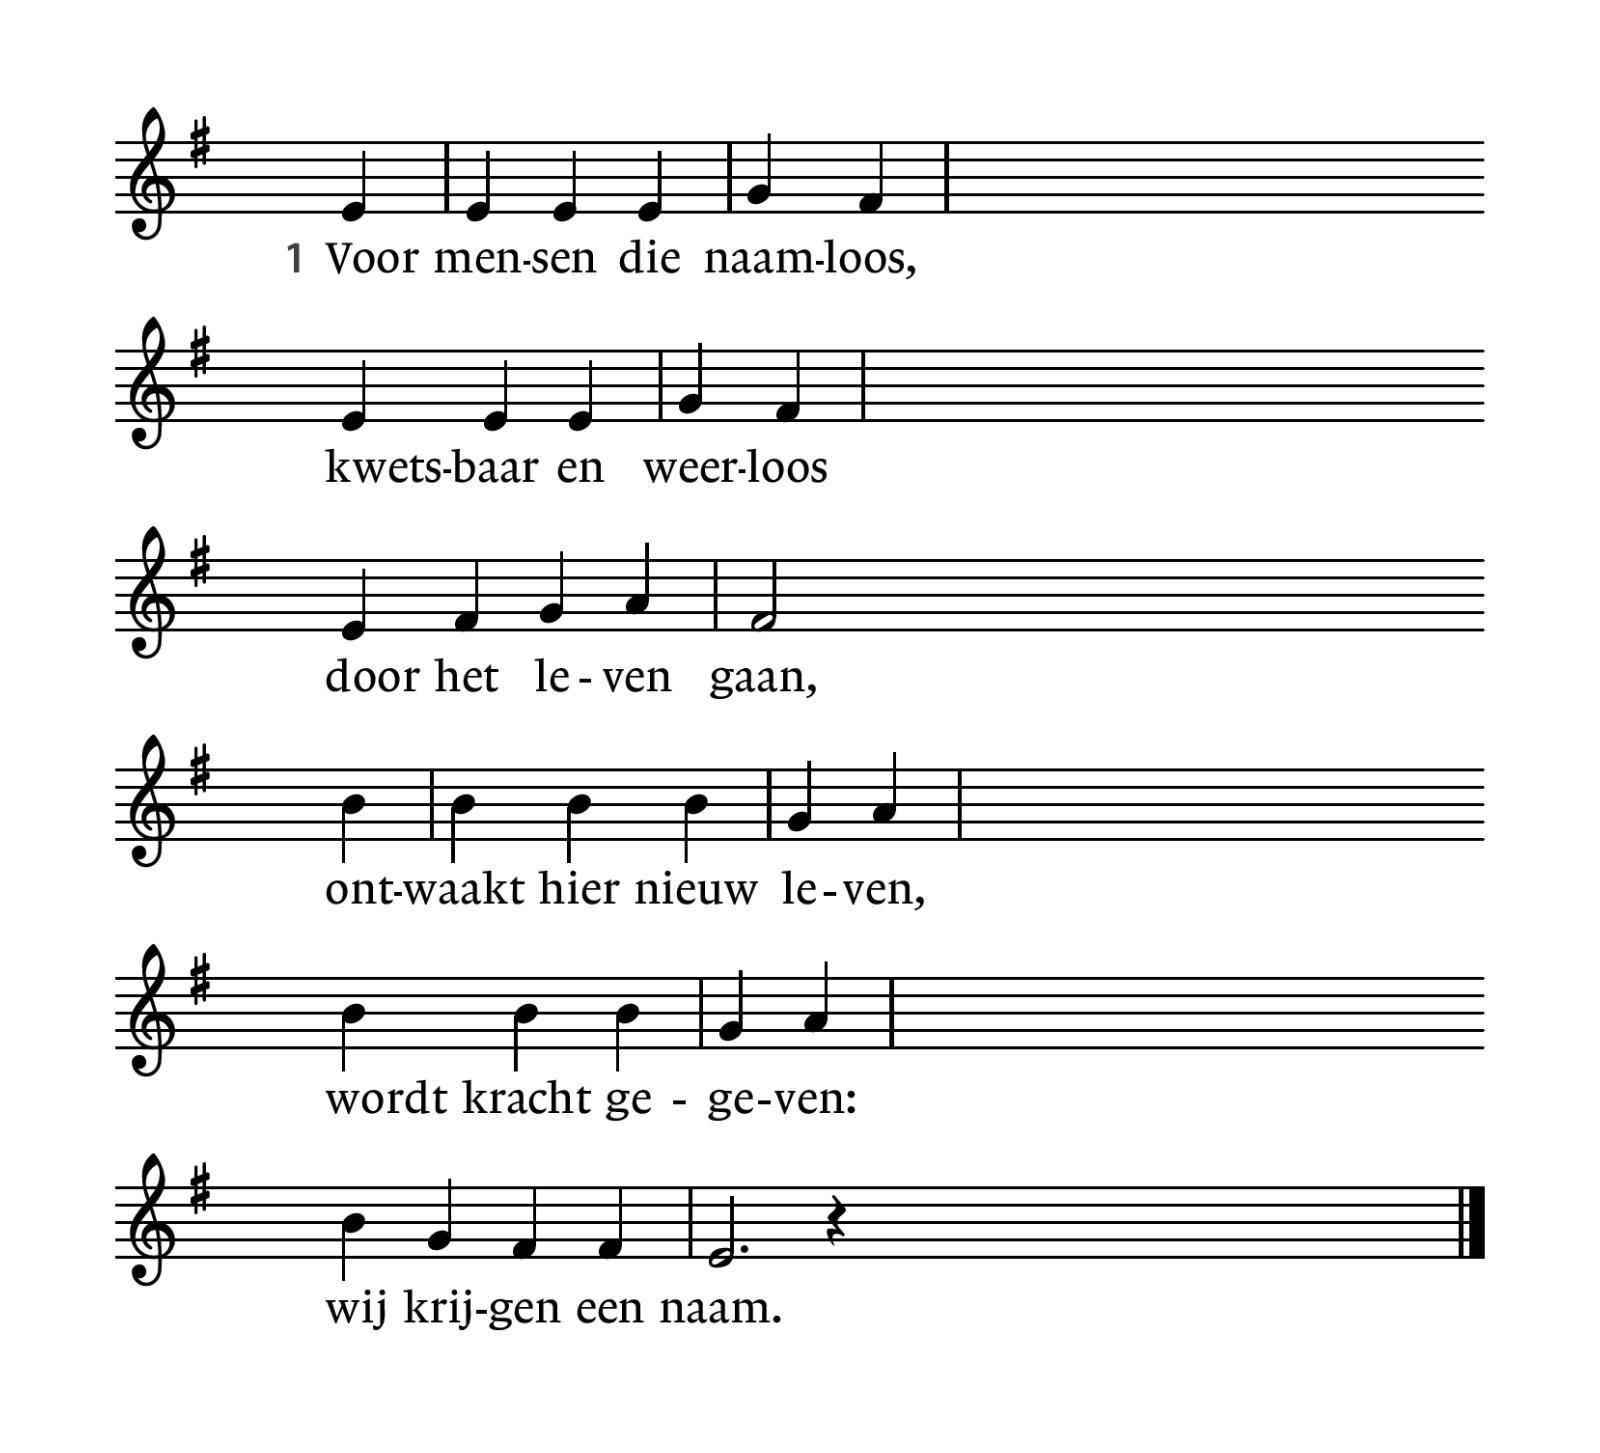 1 Voor men-sen die naam-loos,
kwets-baar en weer-loos
door het le-ven gaan,
ont-waakt hier nieuw le-ven,
wordt kracht ge-ge-ven:
wij krij-gen een naam.